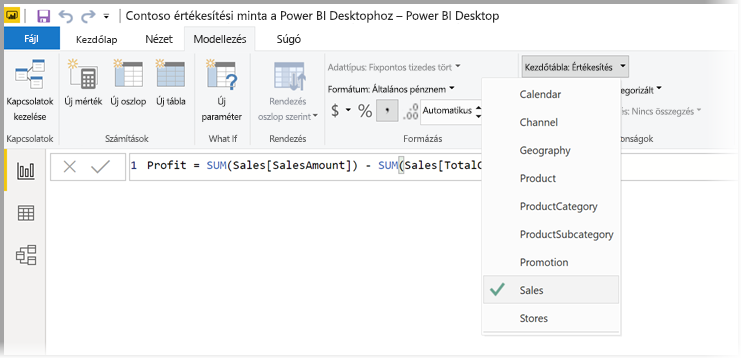 Contoso értékesítési minta a Power BI Desktophoz – Power BI Desktop
Fájl Kezdőlap Nézet Modellezés Súgó
Kapcsolatok
kezelése
Új mérték Új oszlop Új tábla
Új
paraméter
Rendezés
oszlop szerint
Adattípus: Fixpontos tizedes tört
Formátum: Általános pénznem
$ % , .00 Automatikus
Kezdőtábla: Értékesítés
Nincs összegzés
Kapcsolatok Számítások What If Rendezés Formázás
1 Profit = SUM(Sales[SalesAmount]) - SUM(Sales[TotalC
Calendar
Channel
Geography
Product
ProductCategory
ProductSubcategory
Promotion
Sales
Stores